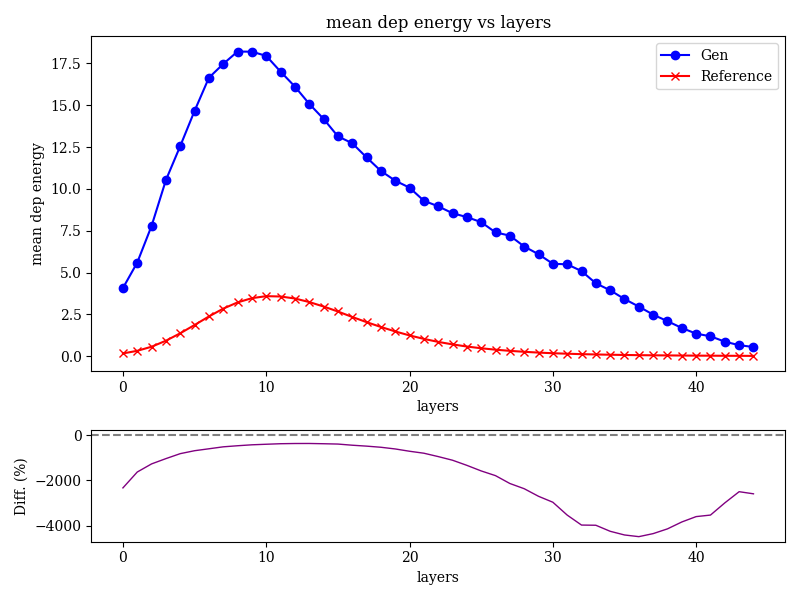 mean dep energy vs layers
17.5
15.0
12.5
10.0
7.5
5.0
2.5
0.0
mean dep energy
Gen
Reference
0 10 20 30 40
layers
0
−2000
−4000
Diff. (%)
0 10 20 30 40
layers